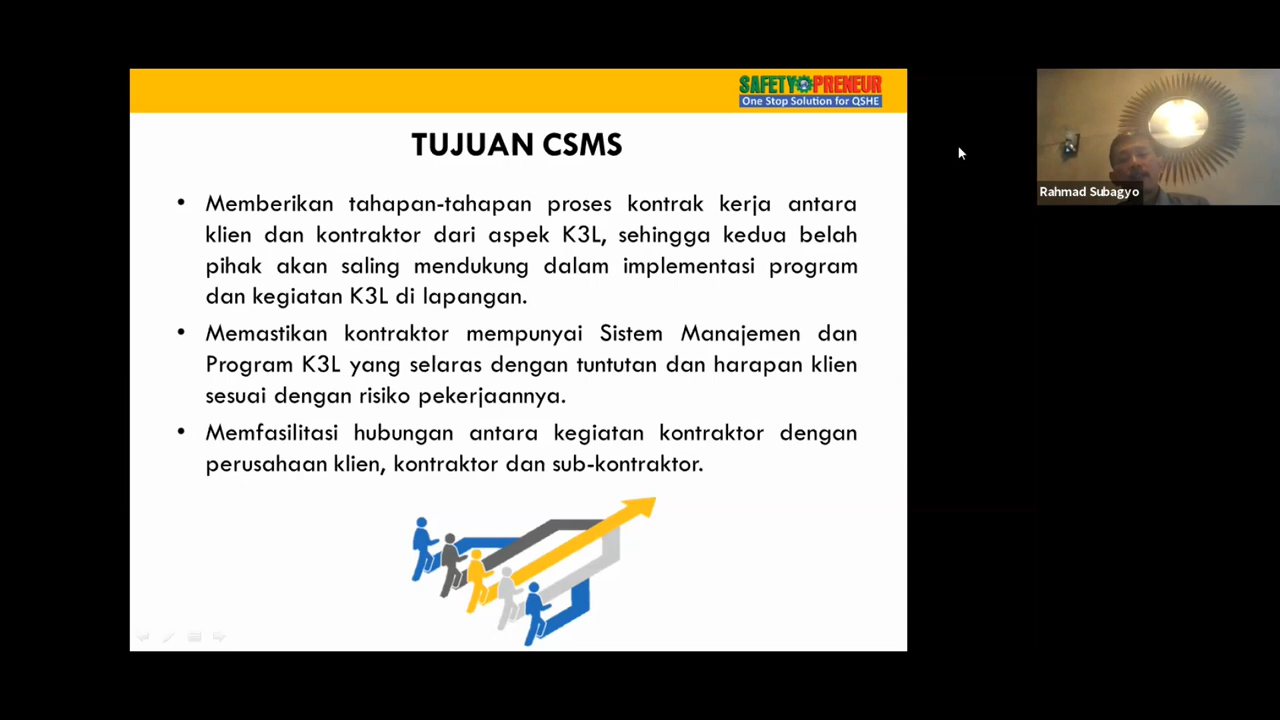 SAFETY PRENEUR
One Stop Solution for QSHE
TUJUAN CSMS
• Memberikan tahapan-tahapan proses kontrak kerja antara
klien dan kontraktor dari aspek K3L, sehingga kedua belah
pihak akan saling mendukung dalam implementasi program
dan kegiatan K3L di lapangan.
• Memastikan kontraktor mempunyai Sistem Manajemen dan
Program K3L yang selaras dengan tuntutan dan harapan klien
sesuai dengan risiko pekerjaannya.
• Memfasilitasi hubungan antara kegiatan kontraktor dengan
perusahaan klien, kontraktor dan sub-kontraktor.
Rahmad Subagyo